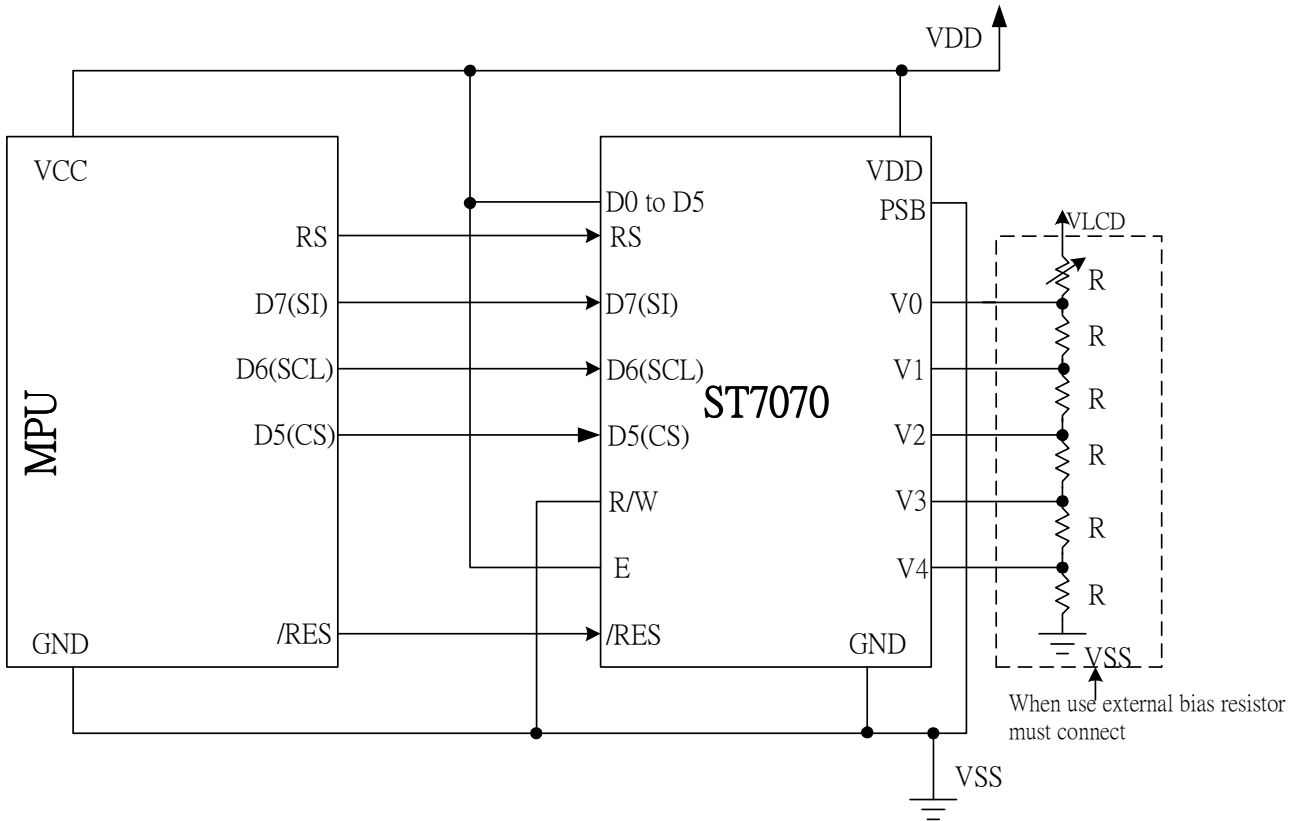 VDD
VCC
RS
D7(SI)
D6(SCL)
D5(CS)
MPU
/RES
GND
D0 to D5
RS
D7(SI)
D6(SCL)
D5(CS)
R/W
E
/RES
ST7070
VDD
PSB
V0
V1
V2
V3
V4
GND
VLCD
R
R
R
R
R
R
VSS
When use external bias resistor
must connect
VSS